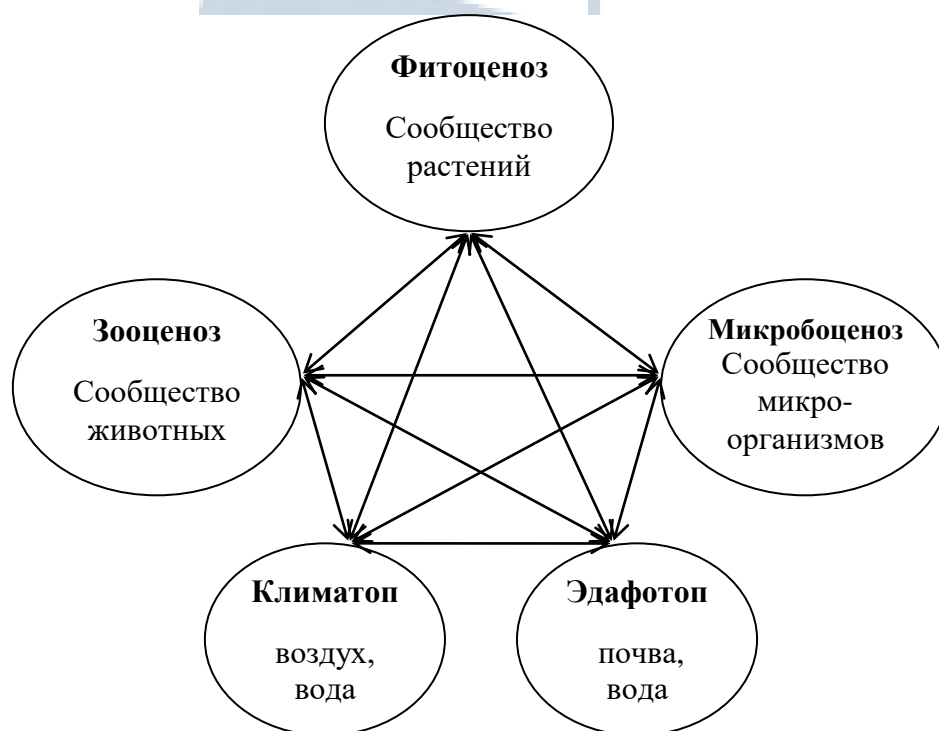 Фитоценоз
Сообщество
растений
Зооценоз
Сообщество
животных
Микробоценоз
Сообщество
микро-
организмов
Климатоп
воздух,
вода
Эдафотоп
почва,
вода